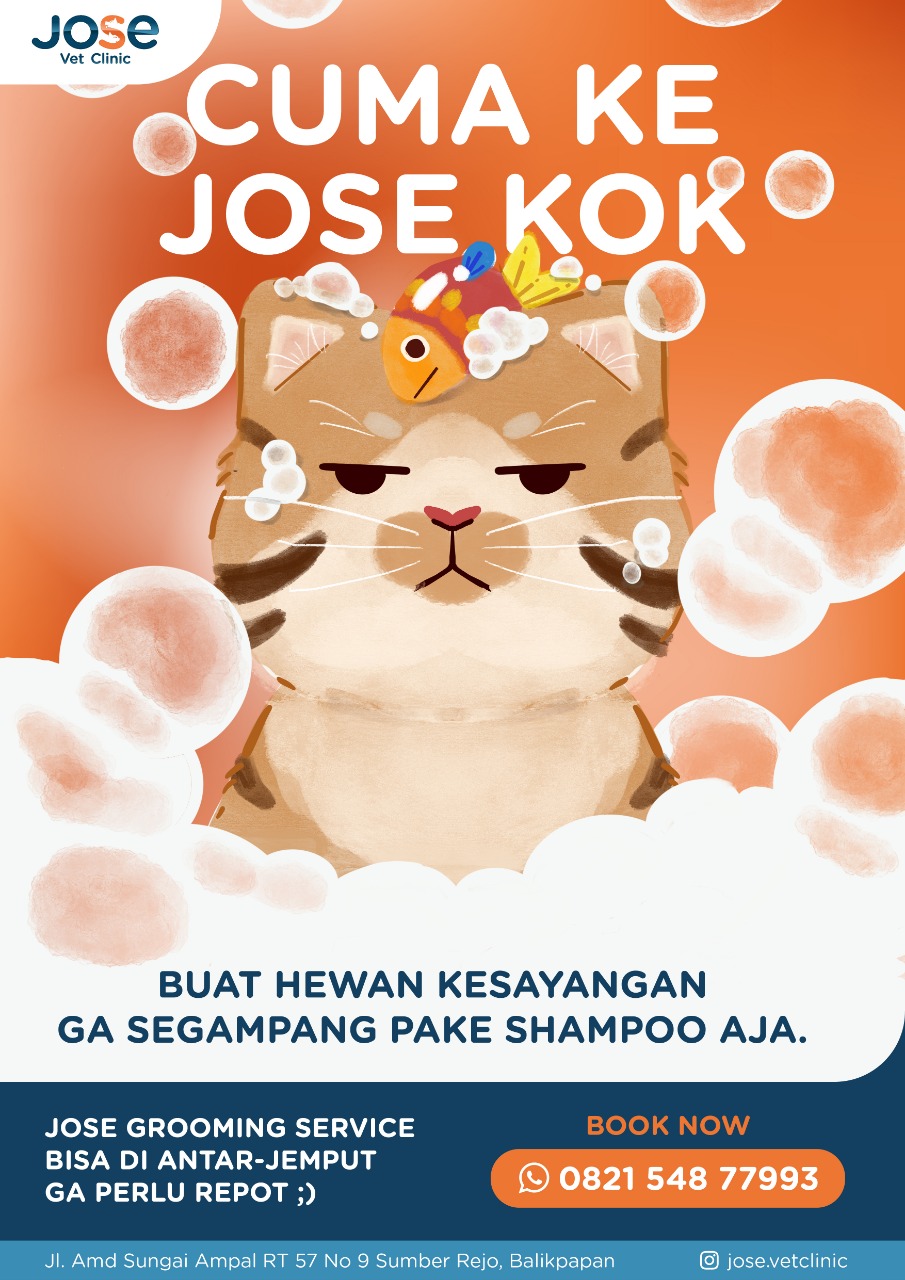 JOSE
Vet Clinic
CUMA KE
JOSE KOK
BUAT HEWAN KESAYANGAN
GA SEGAMPANG PAKE SHAMPOO AJA.
JOSE GROOMING SERVICE
BISA DI ANTAR-JEMPUT
GA PERLU REPOT ;)
BOOK NOW
0821 548 77993
Jl. Amd Sungai Ampal RT 57 No 9 Sumber Rejo, Balikpapan
jose.vetclinic